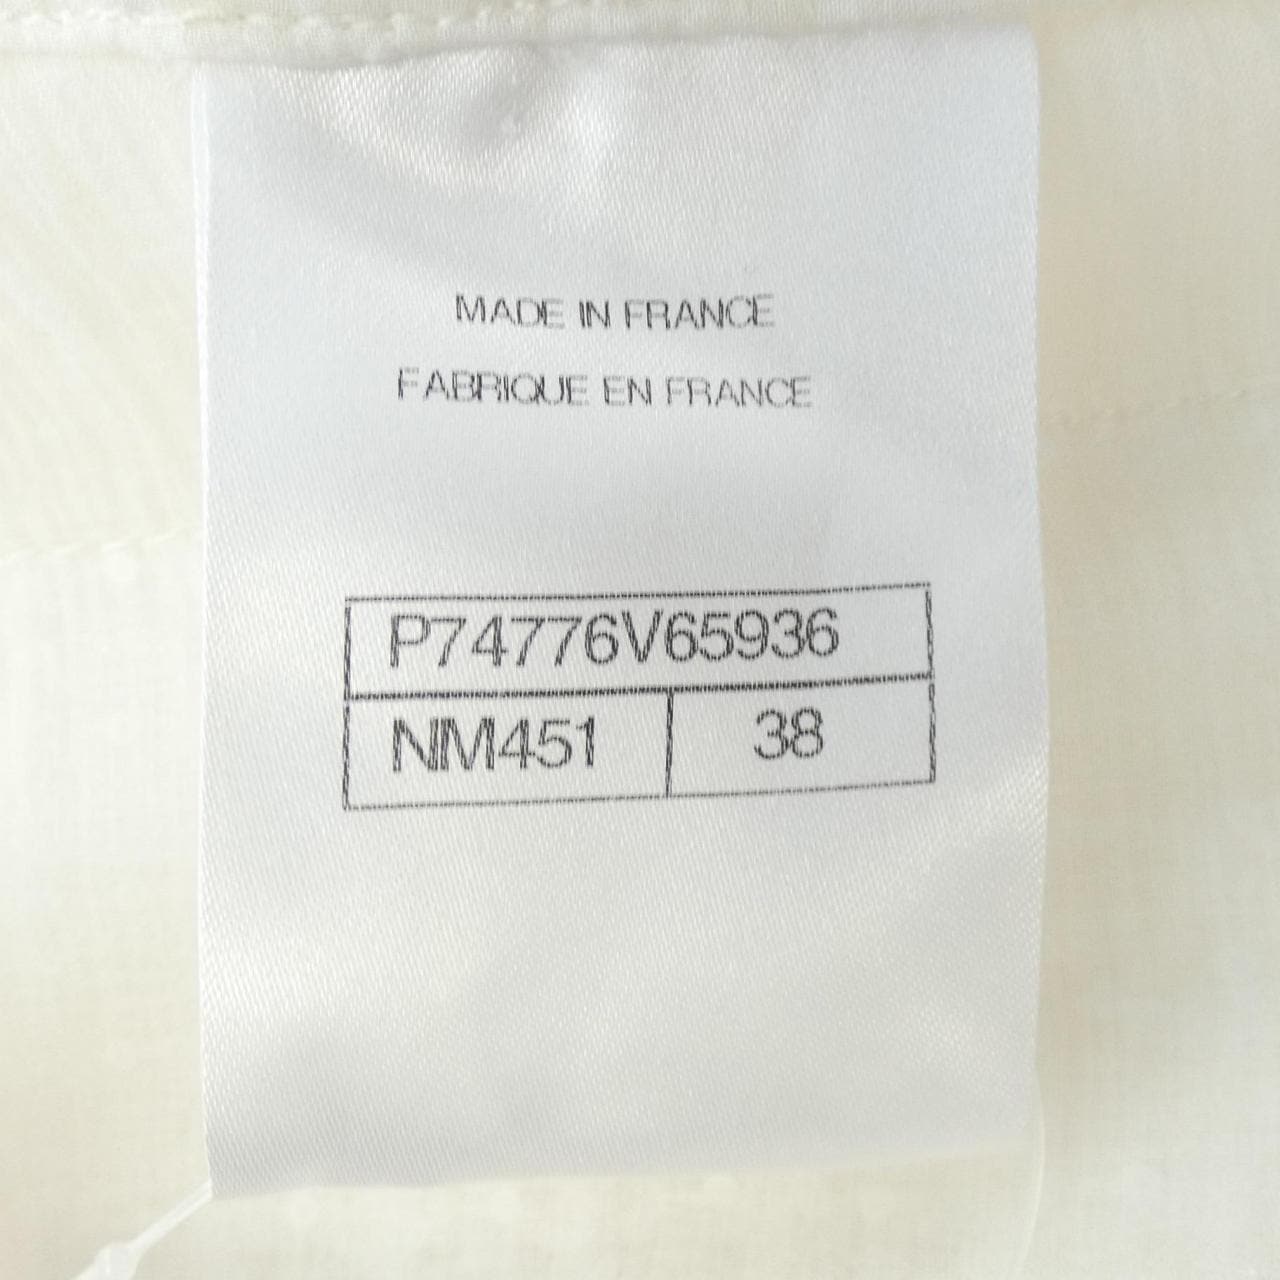 MADE IN FRANCE
FABRIQUE EN FRANCE
P74776V65936
NM451 38